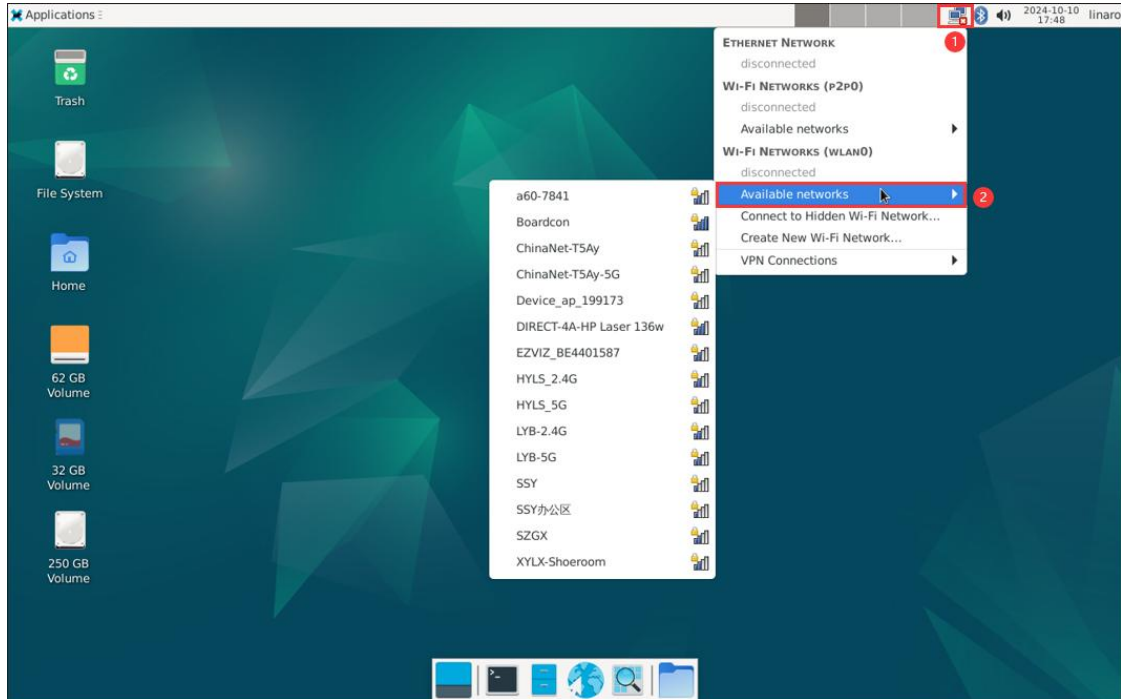 Applications
2024-10-10
17:48
linaro
1
ETHERNET NETWORK
disconnected
WI-FI NETWORKS (P2P0)
disconnected
Available networks
WI-FI NETWORKS (WLAN0)
disconnected
Available networks
2
Connect to Hidden Wi-Fi Network...
Create New Wi-Fi Network...
VPN Connections
a60-7841
Boardcon
ChinaNet-T5Ay
ChinaNet-T5Ay-5G
Device_ap_199173
DIRECT-4A-HP Laser 136w
EZVIZ_BE4401587
HYLS_2.4G
HYLS_5G
LYB-2.4G
LYB-5G
SSY
SSY办公区
SZGX
XYLX-Shoeroom
Trash
File System
Home
62 GB
Volume
32 GB
Volume
250 GB
Volume